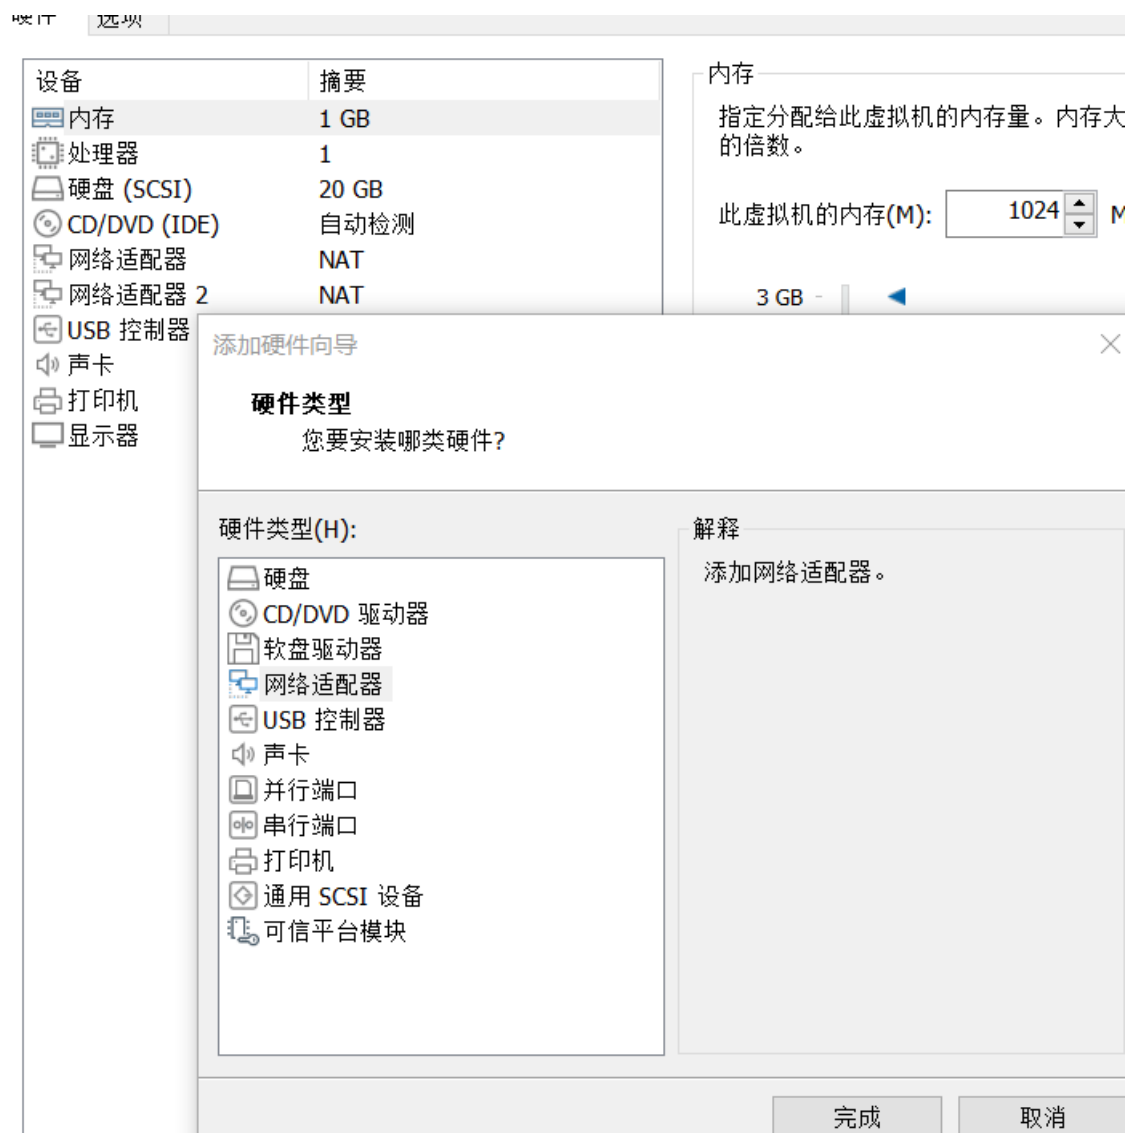 硬件 选项
设备 摘要
内存 1 GB
处理器 1
硬盘 (SCSI) 20 GB
CD/DVD (IDE) 自动检测
网络适配器 NAT
网络适配器 2 NAT
USB 控制器
声卡
打印机
显示器
内存
指定分配给此虚拟机的内存量。内存大
的倍数。
此虚拟机的内存(M): 1024 M
3 GB
添加硬件向导
硬件类型
您要安装哪类硬件?
硬件类型(H):
硬盘
CD/DVD 驱动器
软盘驱动器
网络适配器
USB 控制器
声卡
并行端口
串行端口
打印机
通用 SCSI 设备
可信平台模块
解释
添加网络适配器。
完成 取消